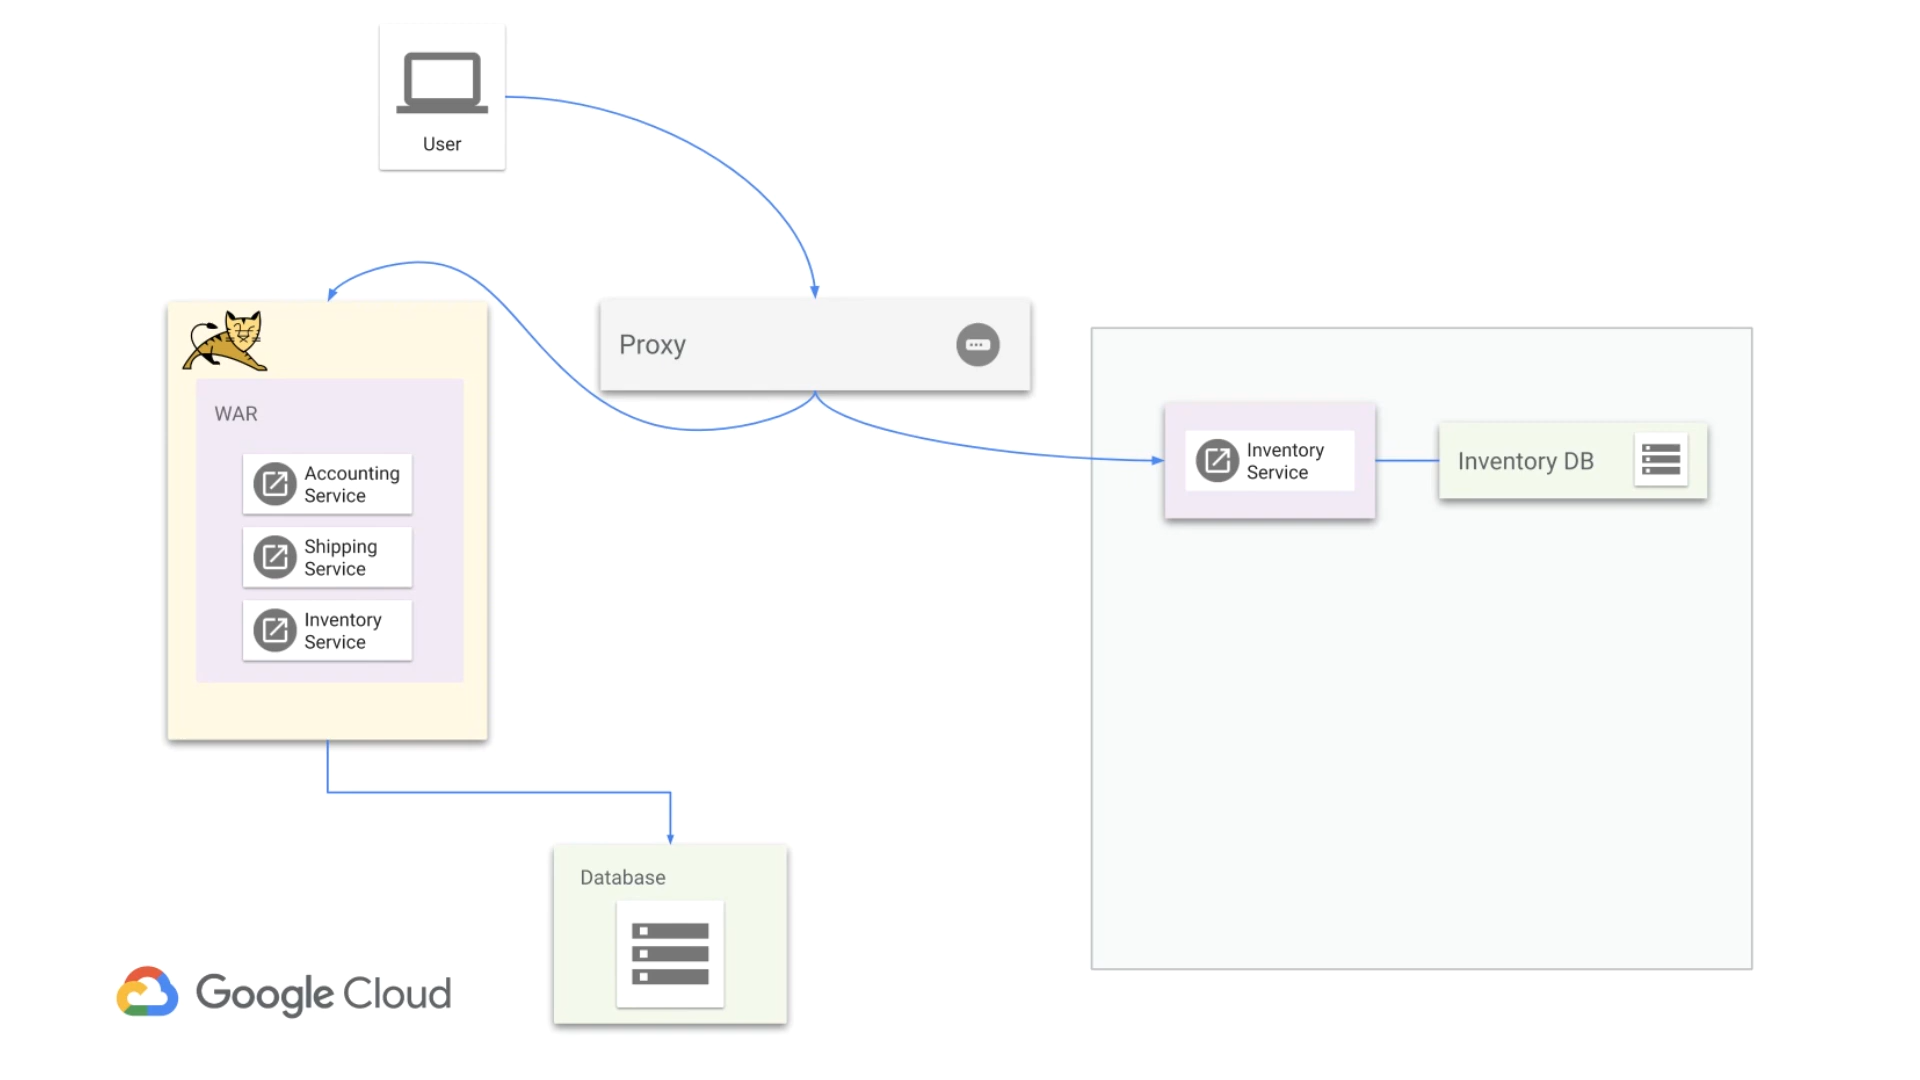 User
Proxy
WAR
Accounting
Service
Shipping
Service
Inventory
Service
Inventory
Service
Inventory DB
Database
Google Cloud